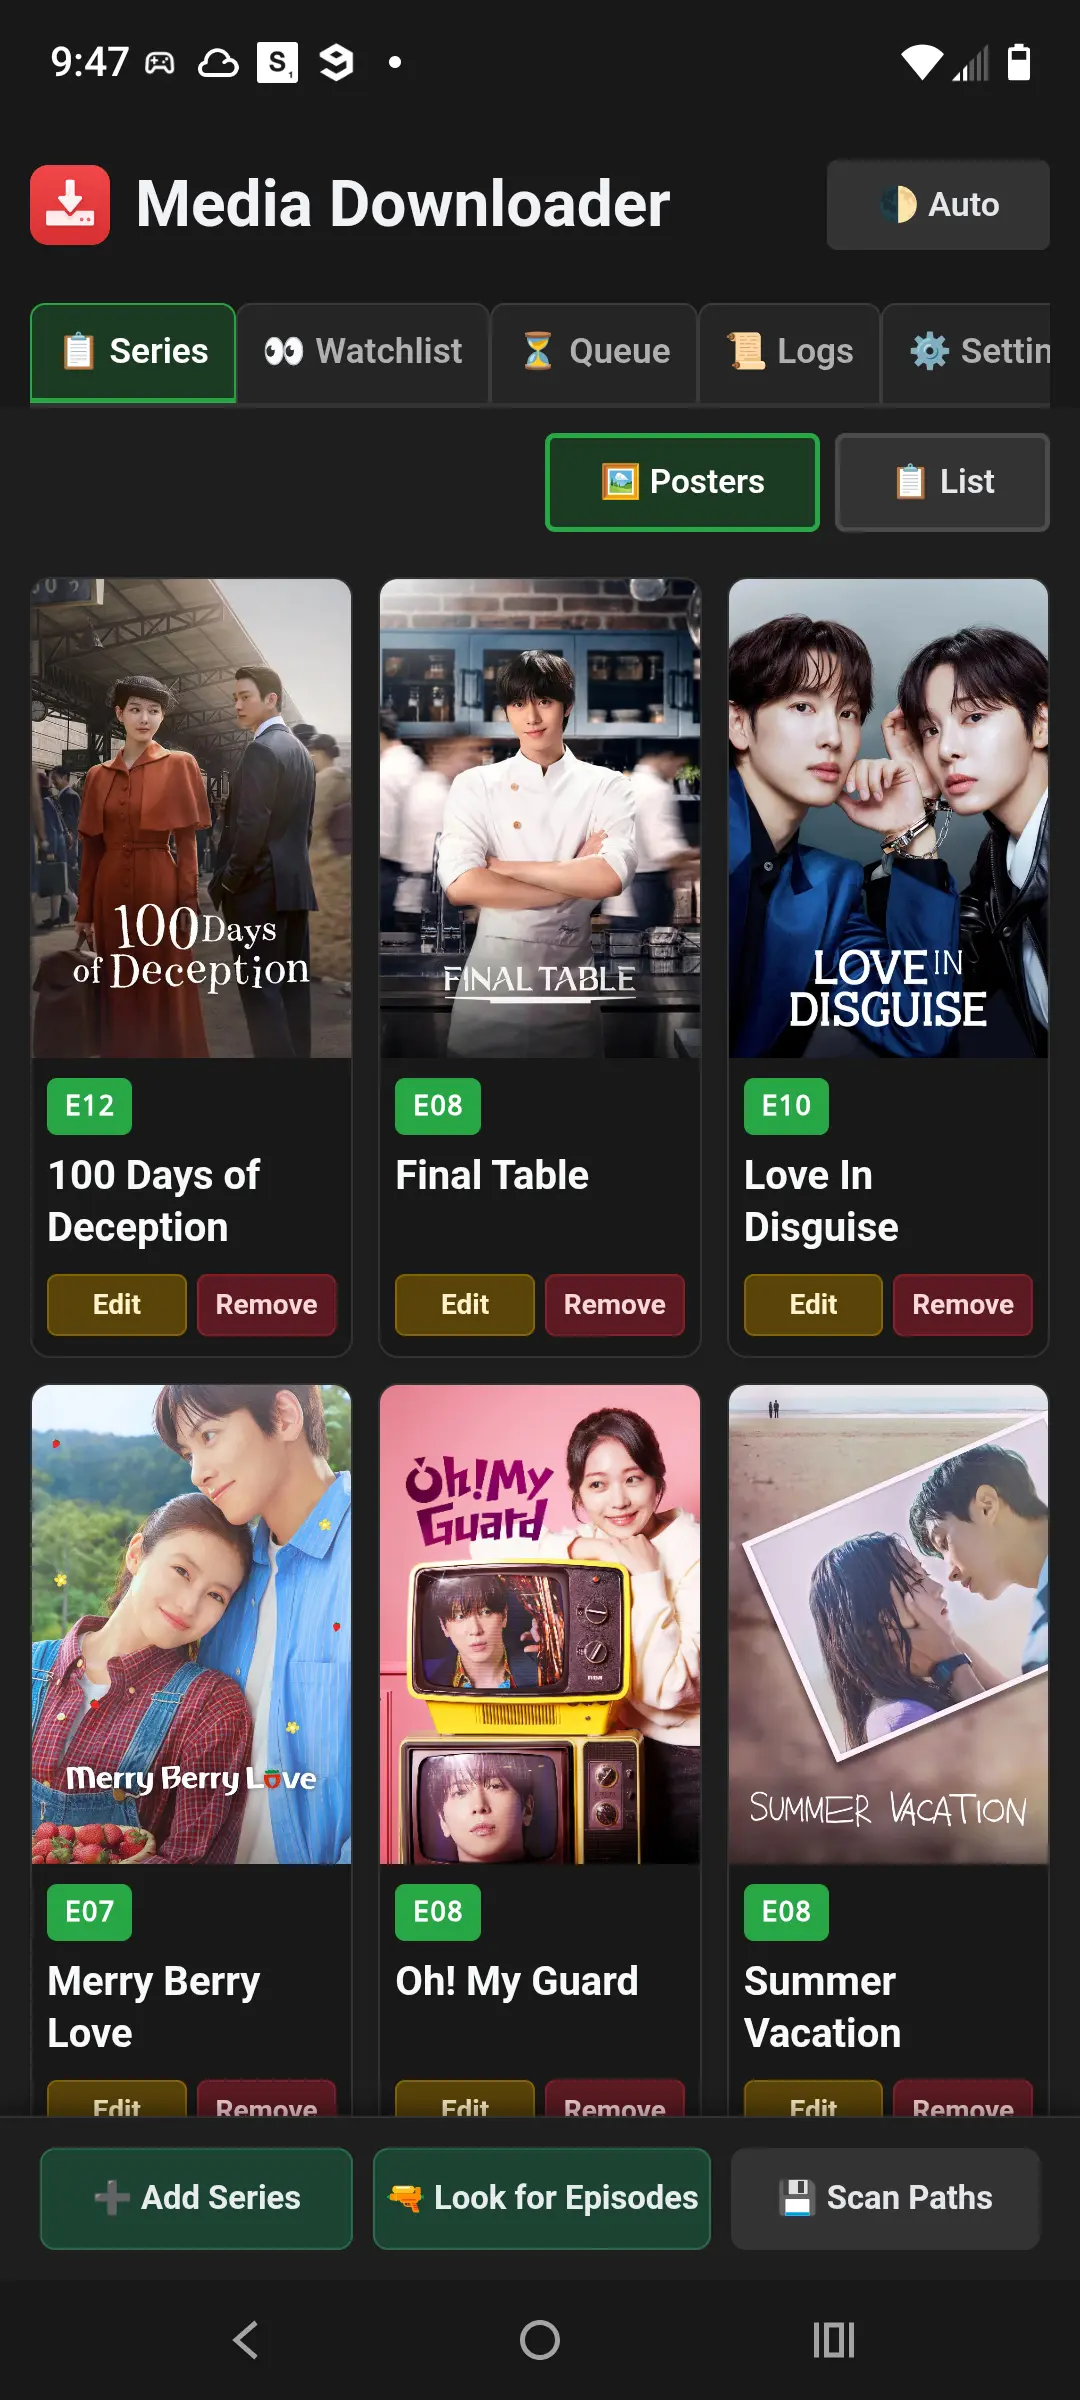 9:47
S
1
Media Downloader
Auto
Series
Watchlist
Queue
Logs
Settin
Posters
List
100 Days
of Deception
FINAL TABLE
LOVE IN
DISGUISE
E12
E08
E10
100 Days of
Deception
Final Table
Love In
Disguise
Edit
Remove
Edit
Remove
Edit
Remove
Oh! My
Guard
Merry Berry Love
SUMMER VACATION
E07
E08
E08
Merry Berry
Love
Oh! My Guard
Summer
Vacation
Edit
Remove
Edit
Remove
Edit
Remove
Add Series
Look for Episodes
Scan Paths